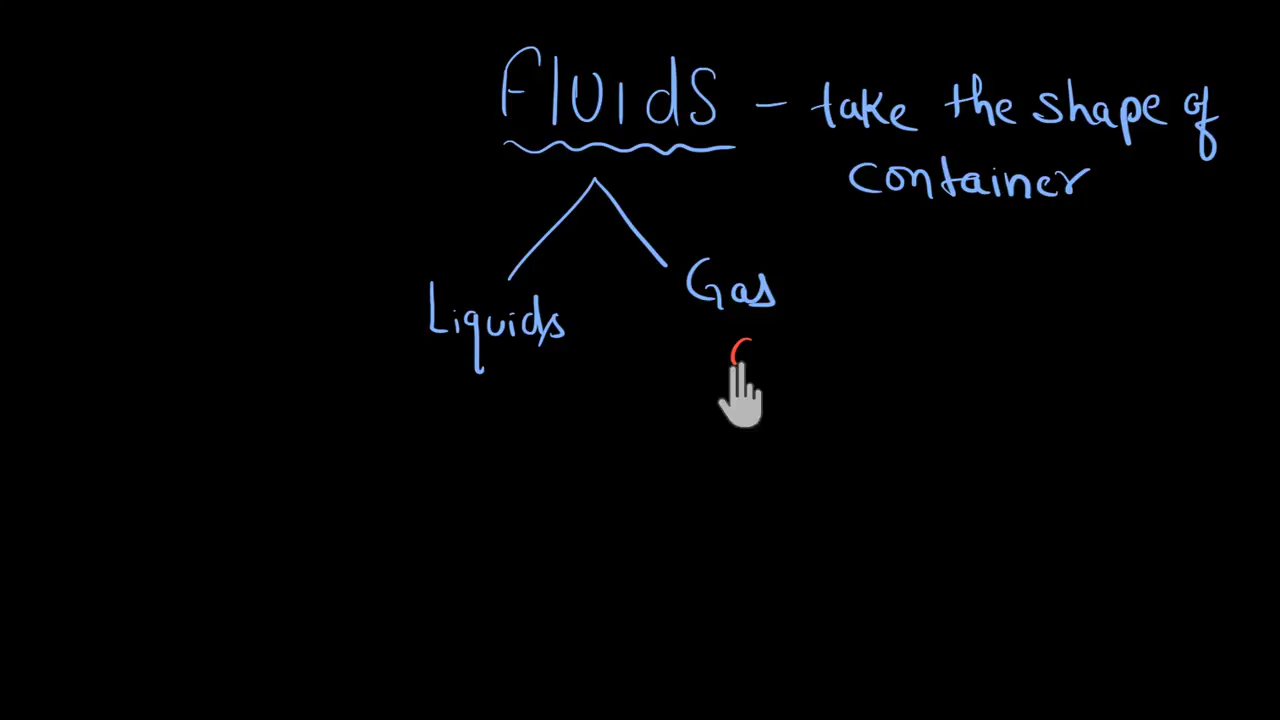 Fluids - take the shape of
container
Gas
Liquids